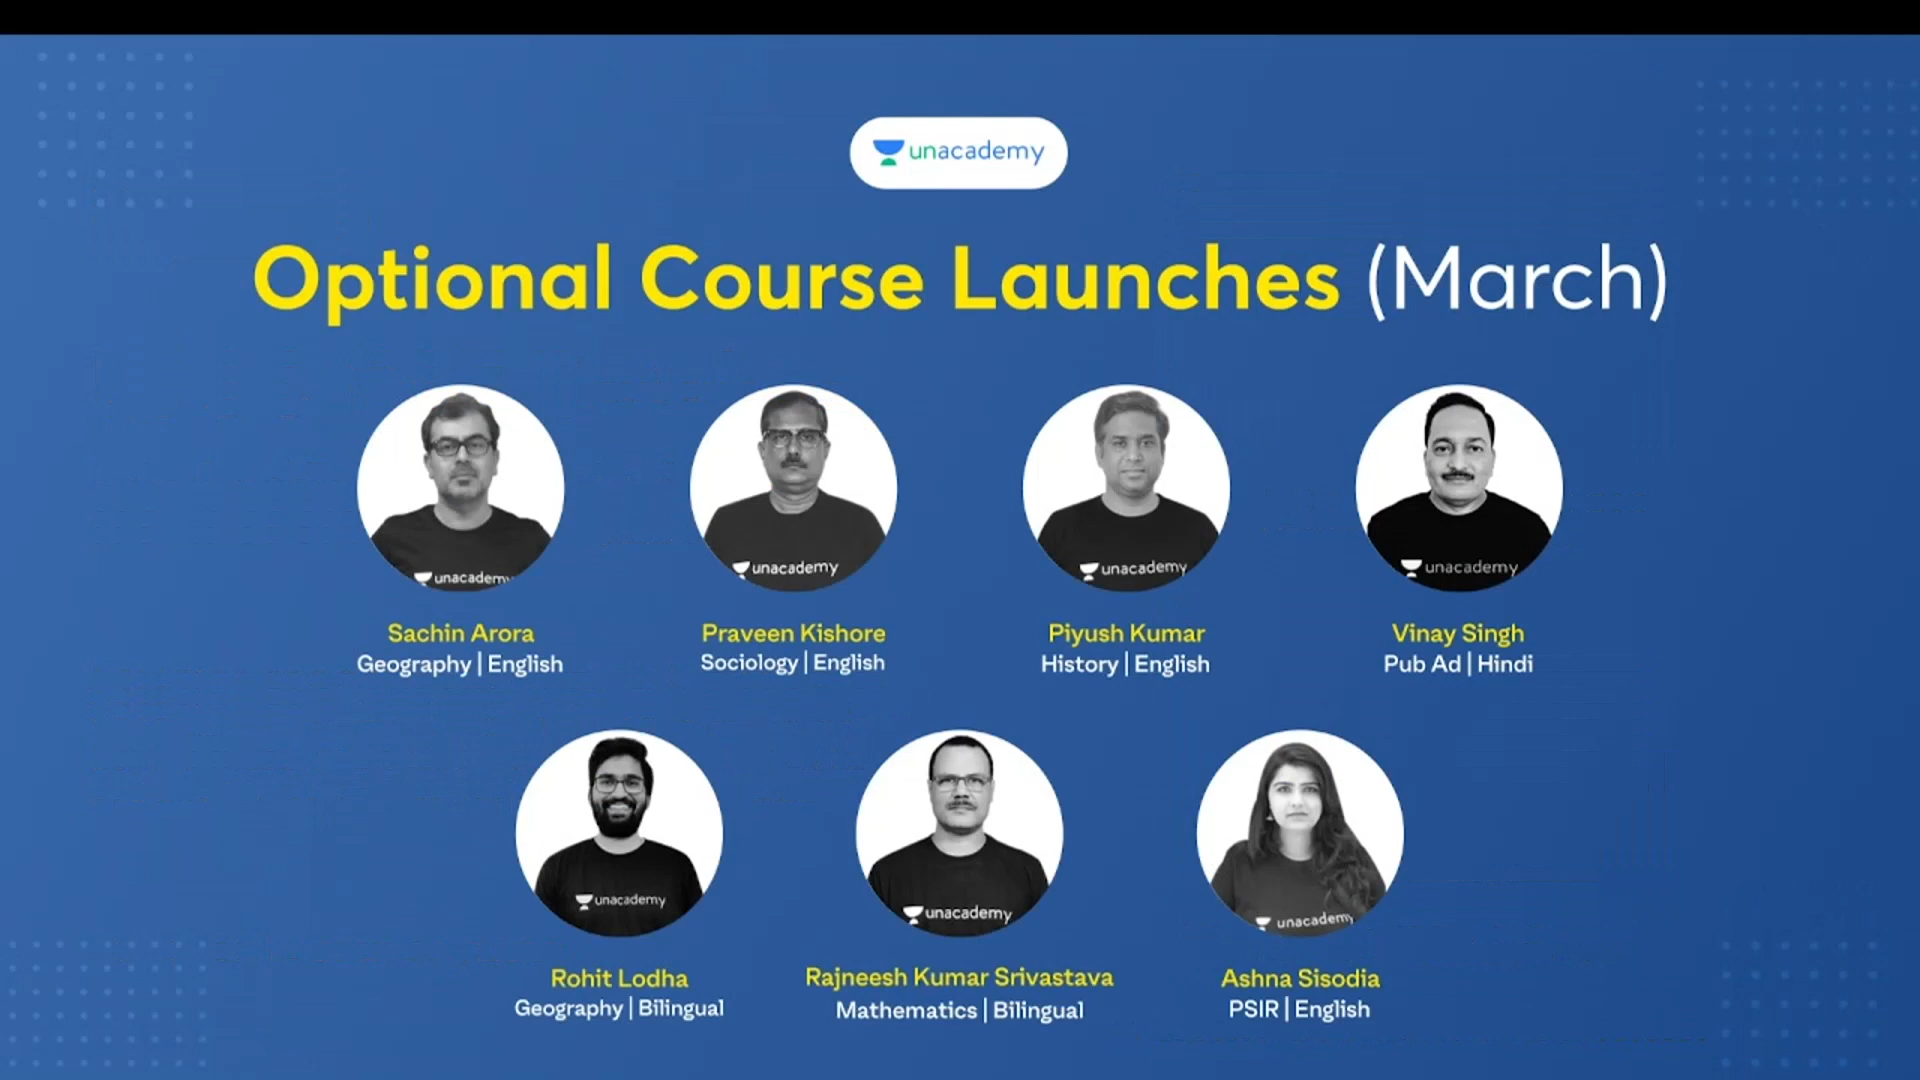 unacademy
Optional Course Launches (March)
unacademy
unacademy
unacademy
unacademy
Sachin Arora
Geography | English
Praveen Kishore
Sociology | English
Piyush Kumar
History | English
Vinay Singh
Pub Ad | Hindi
unacademy
unacademy
unacademy
Rohit Lodha
Geography | Bilingual
Rajneesh Kumar Srivastava
Mathematics | Bilingual
Ashna Sisodia
PSIR | English